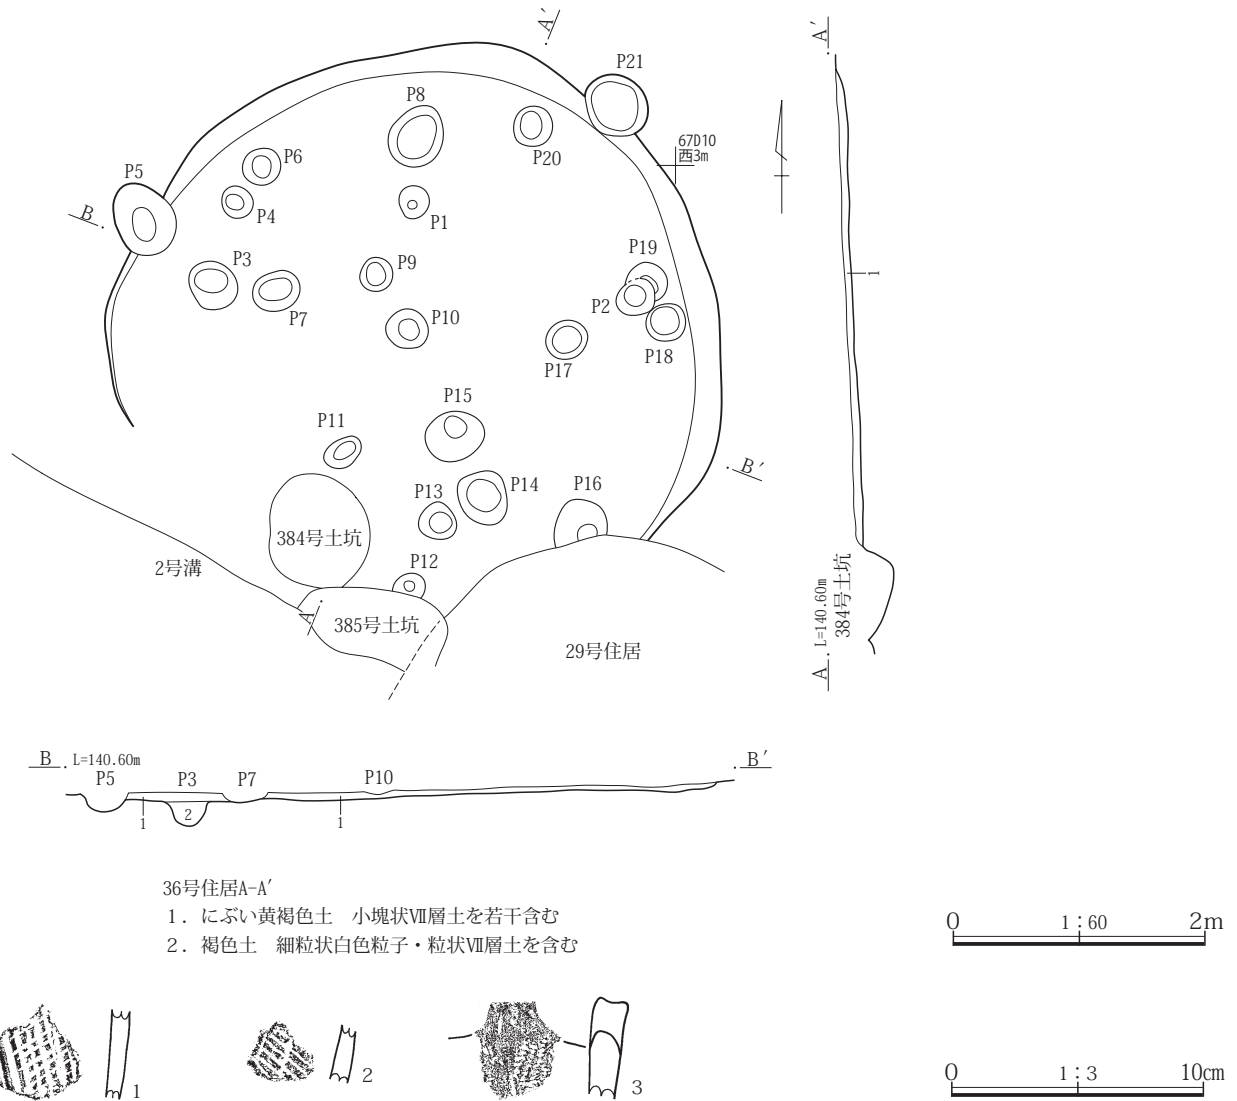 A′
A′
P21
P8
67D10
西3m
P20
P6
P5
P4
P1
B
P19
P3
P9
1
P7
P2
P10
P18
P17
P15
P11
B′
P14
P16
P13
384号土坑
P12
2号溝
A
385号土坑
29号住居
L=140.60m
384号土坑
A
B
L=140.60m
B′
P5
P3
P7
P10
2
1
1
36号住居A-A′
1．にぶい黄褐色土　小塊状Ⅶ層土を若干含む
2．褐色土　細粒状白色粒子・粒状Ⅶ層土を含む
0
1：60
2m
1
2
3
0
1：3
10cm